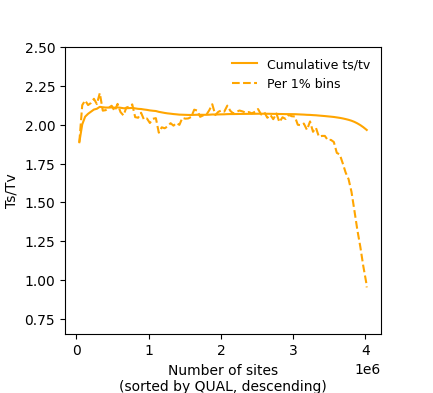 2.50
2.25
2.00
1.75
1.50
1.25
1.00
0.75
Ts/Tv
Cumulative ts/tv
Per 1% bins
0 1 2 3 4
1e6
Number of sites
(sorted by QUAL, descending)